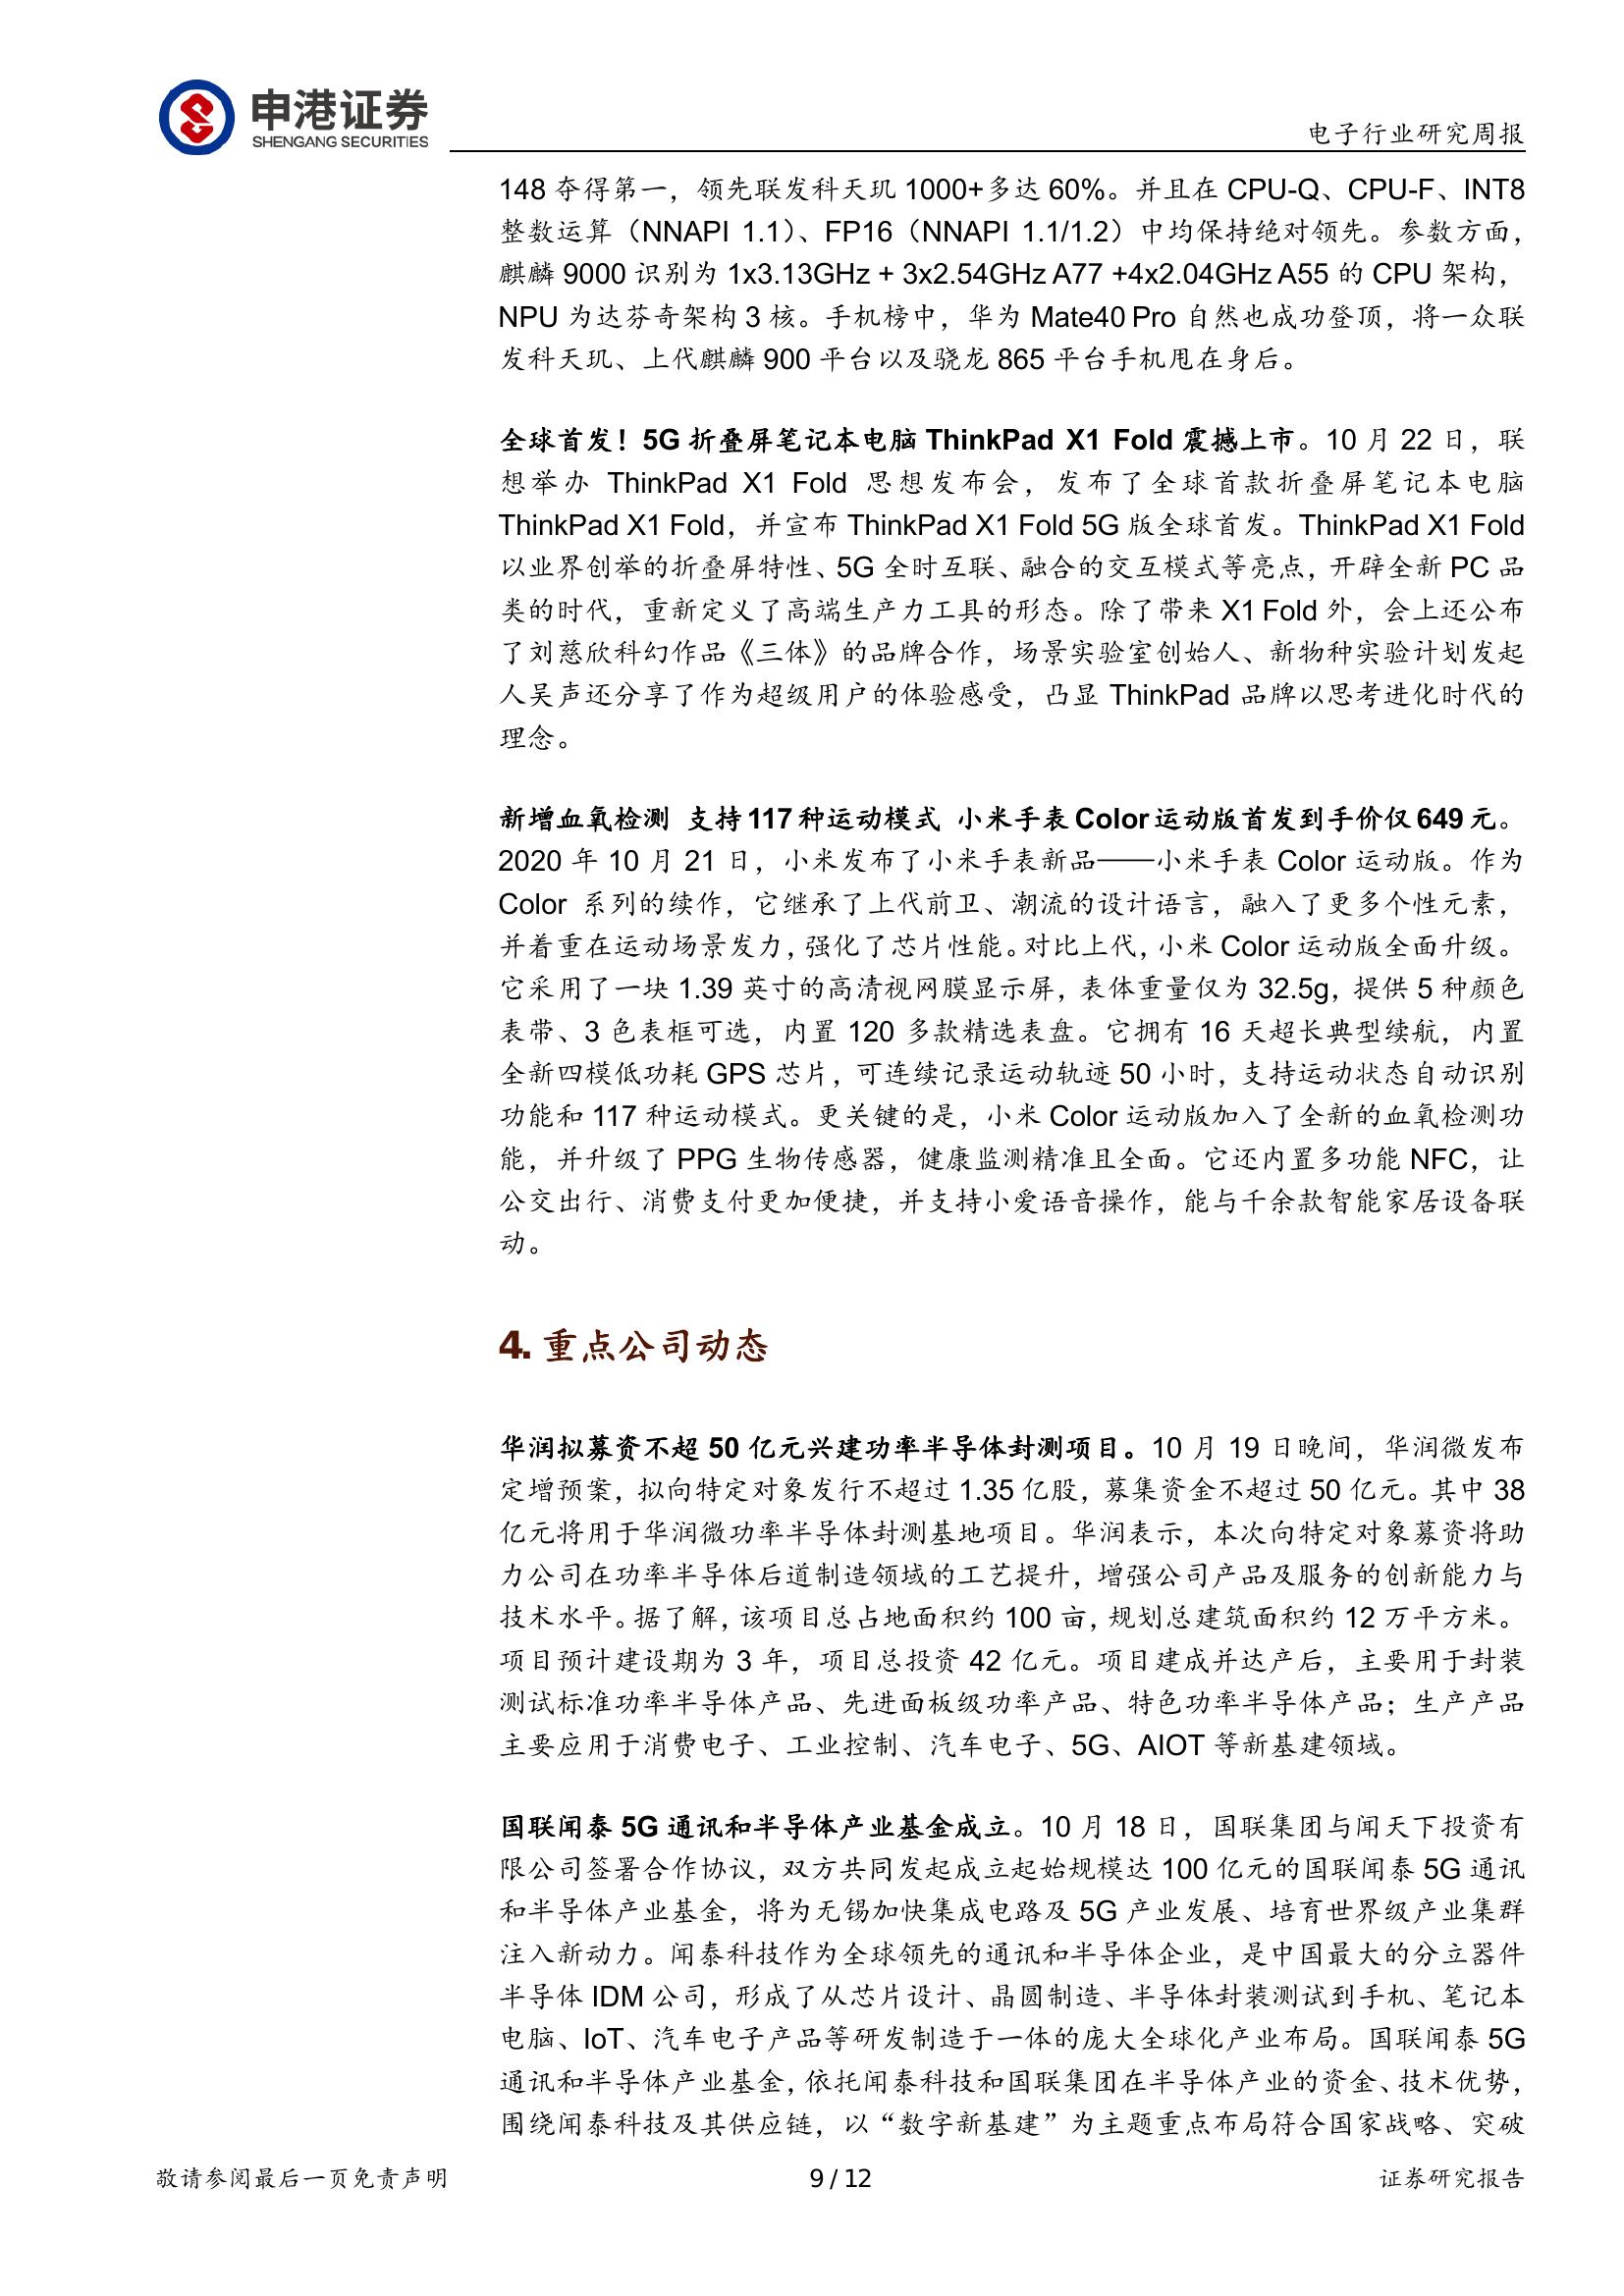 申港证券
SHENGANG SECURITIES
电子行业研究周报
148 夺得第一，领先联发科天玑 1000+多达 60%。并且在 CPU-Q、CPU-F、INT8
整数运算（NNAPI 1.1）、FP16（NNAPI 1.1/1.2）中均保持绝对领先。参数方面，
麒麟 9000 识别为 1x3.13GHz + 3x2.54GHz A77 +4x2.04GHz A55 的 CPU 架构，
NPU 为达芬奇架构 3 核。手机榜中，华为 Mate40 Pro 自然也成功登顶，将一众联
发科天玑、上代麒麟 900 平台以及骁龙 865 平台手机甩在身后。
全球首发！5G 折叠屏笔记本电脑 ThinkPad X1 Fold 震撼上市。10 月 22 日，联
想举办 ThinkPad X1 Fold 思想发布会，发布了全球首款折叠屏笔记本电脑
ThinkPad X1 Fold，并宣布 ThinkPad X1 Fold 5G 版全球首发。ThinkPad X1 Fold
以业界创举的折叠屏特性、5G 全时互联、融合的交互模式等亮点，开辟全新 PC 品
类的时代，重新定义了高端生产力工具的形态。除了带来 X1 Fold 外，会上还公布
了刘慈欣科幻作品《三体》的品牌合作，场景实验室创始人、新物种实验计划发起
人吴声还分享了作为超级用户的体验感受，凸显 ThinkPad 品牌以思考进化时代的
理念。
新增血氧检测 支持 117 种运动模式 小米手表 Color 运动版首发到手价仅 649 元。
2020 年 10 月 21 日，小米发布了小米手表新品——小米手表 Color 运动版。作为
Color 系列的续作，它继承了上代前卫、潮流的设计语言，融入了更多个性元素，
并着重在运动场景发力，强化了芯片性能。对比上代，小米 Color 运动版全面升级。
它采用了一块 1.39 英寸的高清视网膜显示屏，表体重量仅为 32.5g，提供 5 种颜色
表带、3 色表框可选，内置 120 多款精选表盘。它拥有 16 天超长典型续航，内置
全新四模低功耗 GPS 芯片，可连续记录运动轨迹 50 小时，支持运动状态自动识别
功能和 117 种运动模式。更关键的是，小米 Color 运动版加入了全新的血氧检测功
能，并升级了 PPG 生物传感器，健康监测精准且全面。它还内置多功能 NFC，让
公交出行、消费支付更加便捷，并支持小爱语音操作，能与千余款智能家居设备联
动。
4. 重点公司动态
华润拟募资不超 50 亿元兴建功率半导体封测项目。10 月 19 日晚间，华润微发布
定增预案，拟向特定对象发行不超过 1.35 亿股，募集资金不超过 50 亿元。其中 38
亿元将用于华润微功率半导体封测基地项目。华润表示，本次向特定对象募资将助
力公司在功率半导体后道制造领域的工艺提升，增强公司产品及服务的创新能力与
技术水平。据了解，该项目总占地面积约 100 亩，规划总建筑面积约 12 万平方米。
项目预计建设期为 3 年，项目总投资 42 亿元。项目建成并达产后，主要用于封装
测试标准功率半导体产品、先进面板级功率产品、特色功率半导体产品；生产产品
主要应用于消费电子、工业控制、汽车电子、5G、AIOT 等新基建领域。
国联闻泰 5G 通讯和半导体产业基金成立。10 月 18 日，国联集团与闻天下投资有
限公司签署合作协议，双方共同发起成立起始规模达 100 亿元的国联闻泰 5G 通讯
和半导体产业基金，将为无锡加快集成电路及 5G 产业发展、培育世界级产业集群
注入新动力。闻泰科技作为全球领先的通讯和半导体企业，是中国最大的分立器件
半导体 IDM 公司，形成了从芯片设计、晶圆制造、半导体封装测试到手机、笔记本
电脑、IoT、汽车电子产品等研发制造于一体的庞大全球化产业布局。国联闻泰 5G
通讯和半导体产业基金，依托闻泰科技和国联集团在半导体产业的资金、技术优势，
围绕闻泰科技及其供应链，以“数字新基建”为主题重点布局符合国家战略、突破
敬请参阅最后一页免责声明
9 / 12
证券研究报告